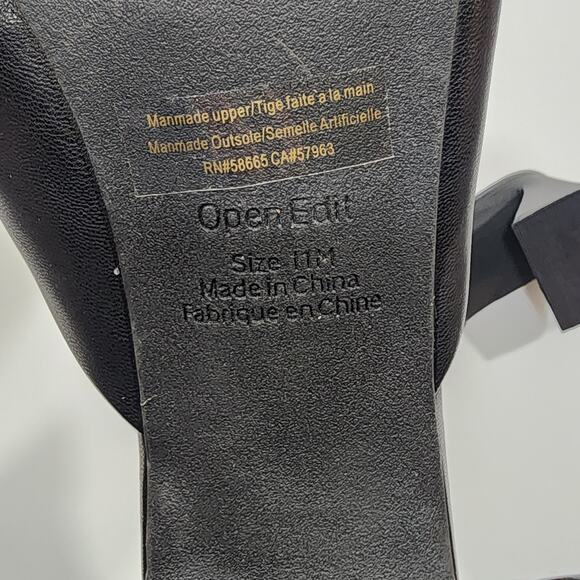 Manmade upper/Tige faite a la main
Manmade Outsole/Semelle Artificielle
RN#58665 CA#57963
Open Edit
Size 11M
Made in China
Fabrique en Chine